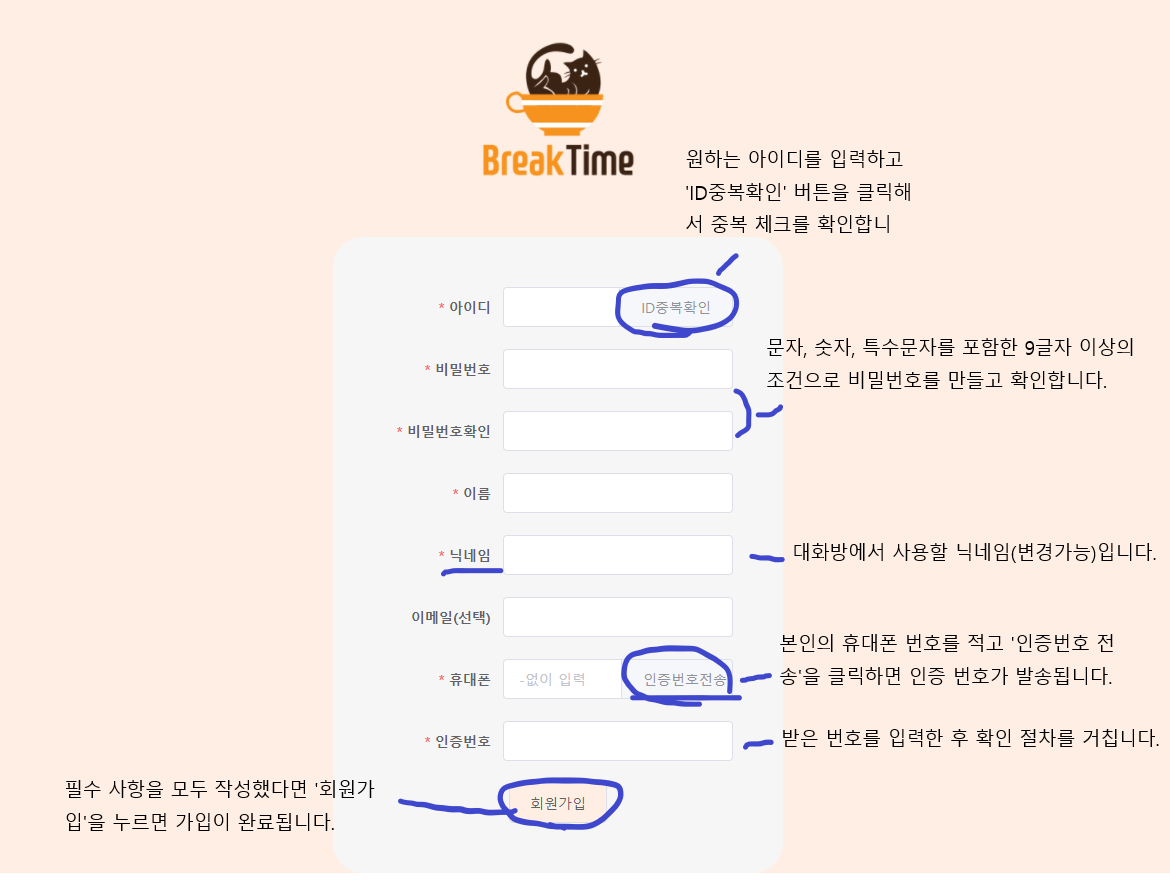 BreakTime
원하는 아이디를 입력하고
'ID중복확인' 버튼을 클릭해
서 중복 체크를 확인합니
* 아이디
ID중복확인
* 비밀번호
문자, 숫자, 특수문자를 포함한 9글자 이상의
조건으로 비밀번호를 만들고 확인합니다.
* 비밀번호확인
* 이름
* 닉네임
대화방에서 사용할 닉네임(변경가능)입니다.
이메일(선택)
* 휴대폰
-없이 입력
인증번호전송
본인의 휴대폰 번호를 적고 '인증번호 전
송'을 클릭하면 인증 번호가 발송됩니다.
* 인증번호
받은 번호를 입력한 후 확인 절차를 거칩니다.
필수 사항을 모두 작성했다면 '회원가
입'을 누르면 가입이 완료됩니다.
회원가입